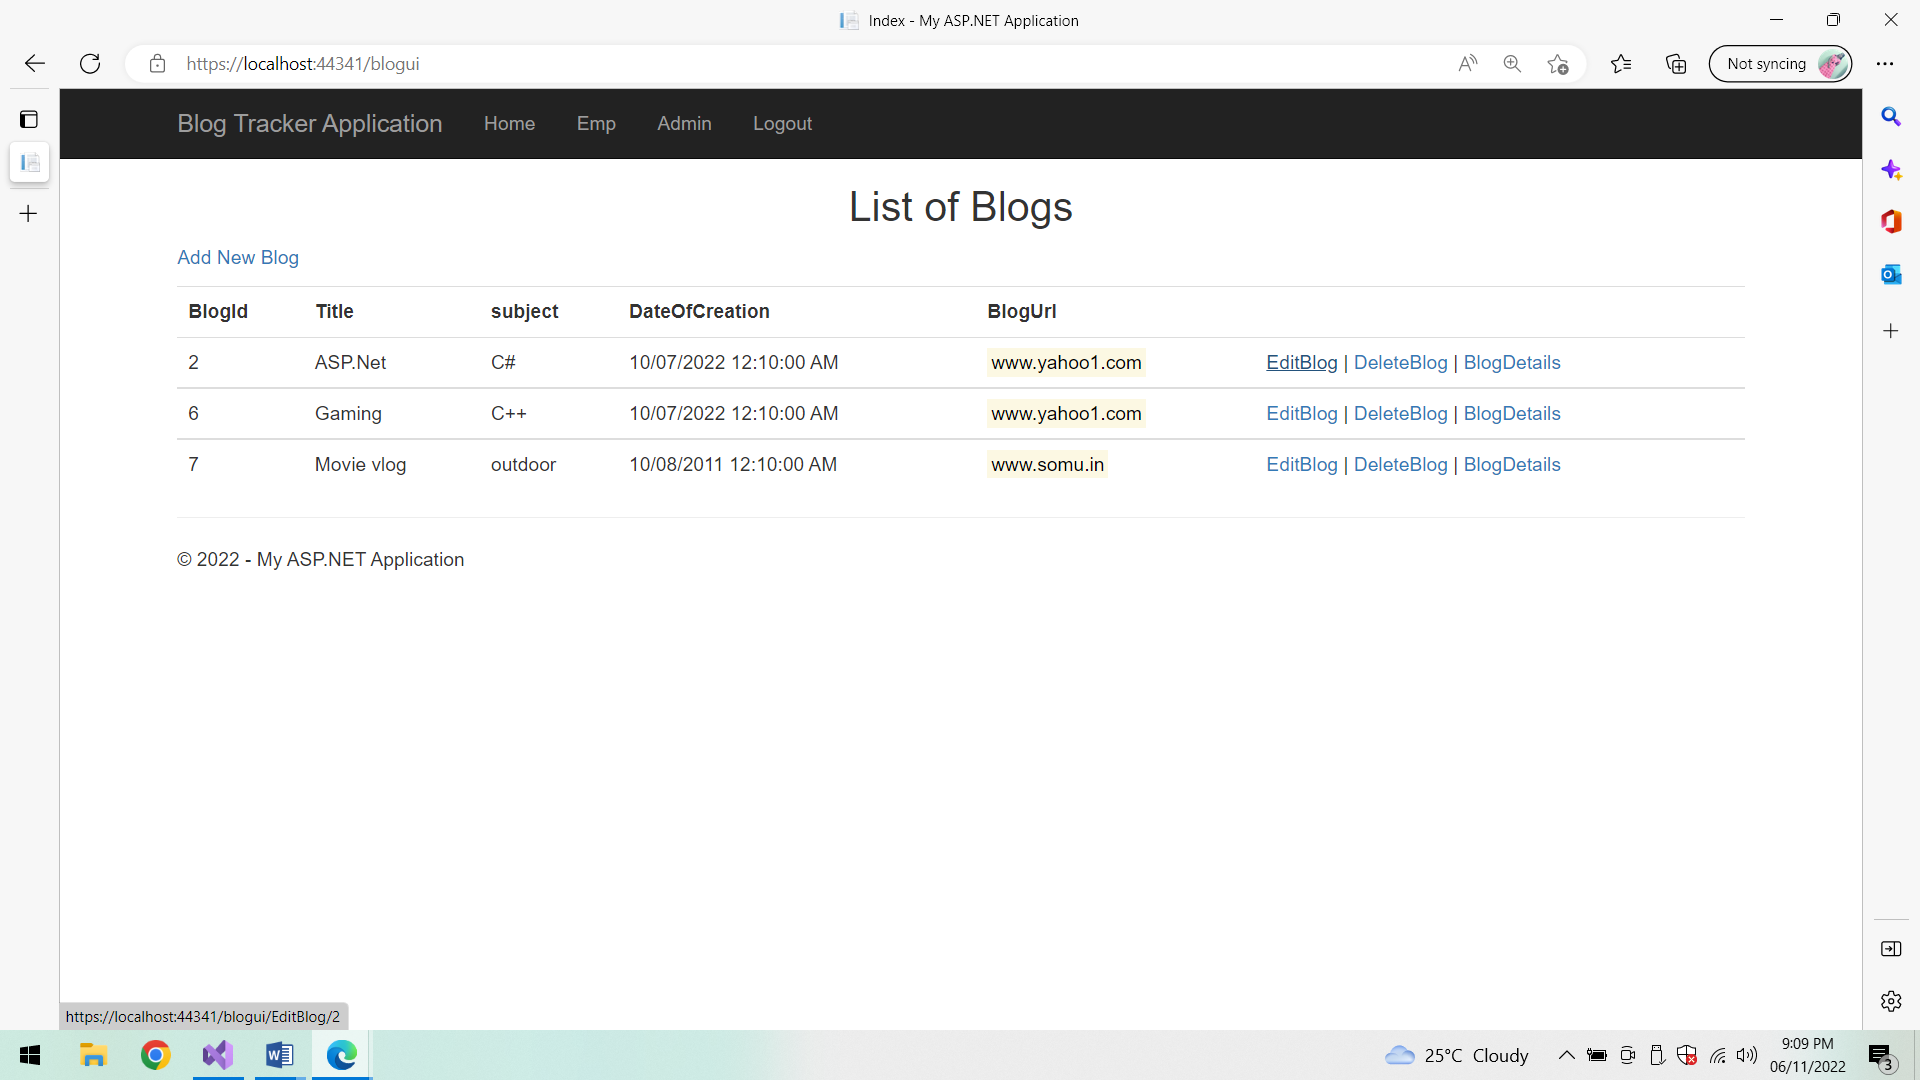 Index - My ASP.NET Application
https://localhost:44341/blogui
Not syncing
Blog Tracker Application Home Emp Admin Logout
List of Blogs
Add New Blog
BlogId Title subject DateOfCreation BlogUrl
2 ASP.Net C# 10/07/2022 12:10:00 AM www.yahoo1.com EditBlog | DeleteBlog | BlogDetails
6 Gaming C++ 10/07/2022 12:10:00 AM www.yahoo1.com EditBlog | DeleteBlog | BlogDetails
7 Movie vlog outdoor 10/08/2011 12:10:00 AM www.somu.in EditBlog | DeleteBlog | BlogDetails
© 2022 - My ASP.NET Application
https://localhost:44341/blogui/EditBlog/2
25°C Cloudy
9:09 PM
06/11/2022
3